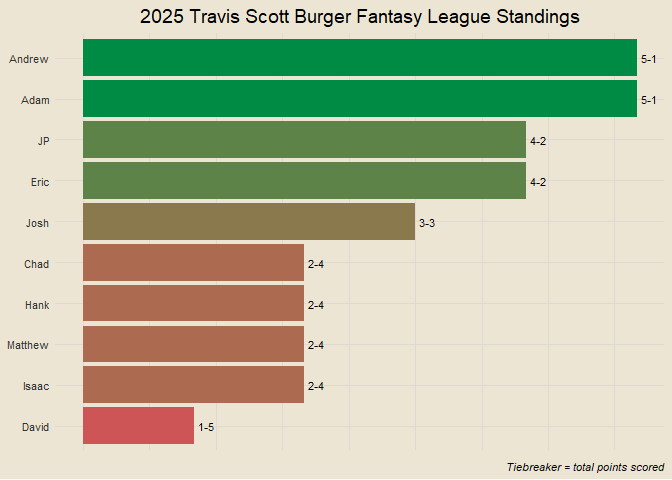 2025 Travis Scott Burger Fantasy League Standings
Andrew 5-1
Adam 5-1
JP 4-2
Eric 4-2
Josh 3-3
Chad 2-4
Hank 2-4
Matthew 2-4
Isaac 2-4
David 1-5
Tiebreaker = total points scored